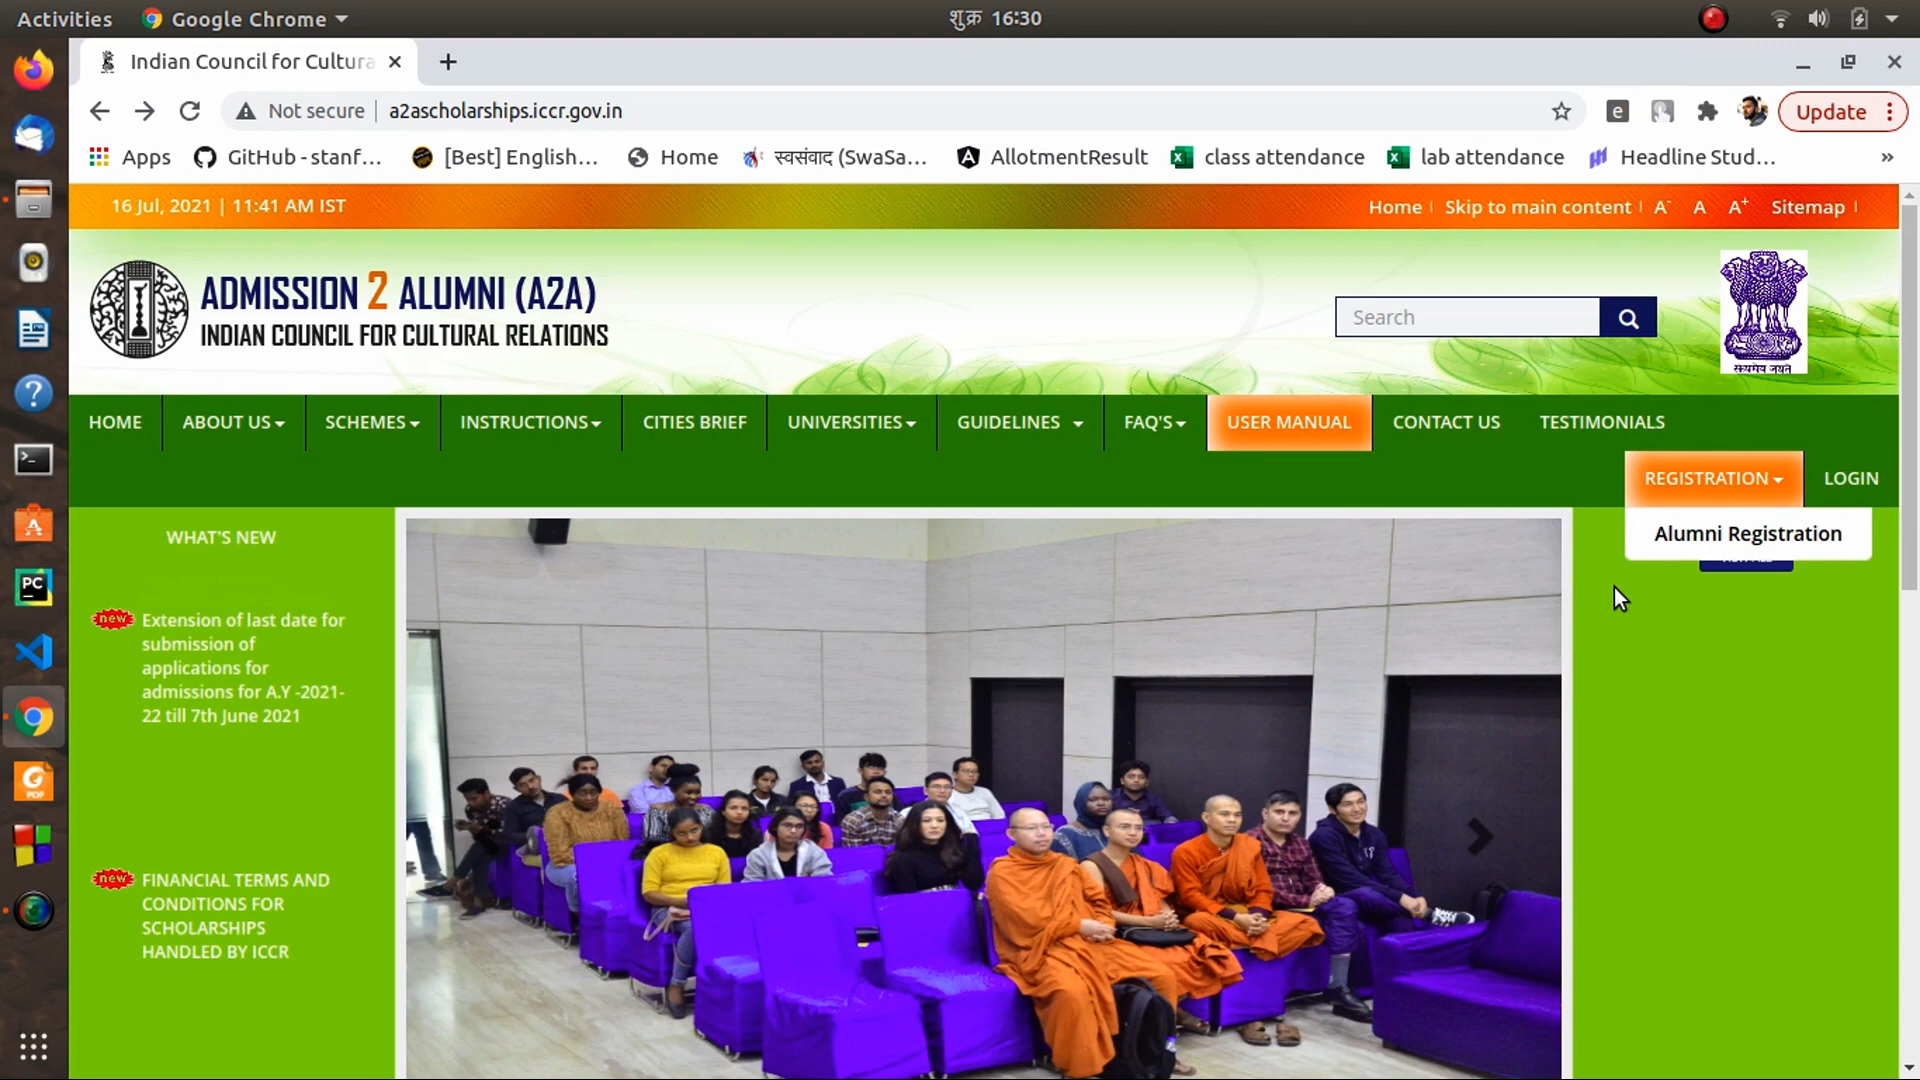 Activities Google Chrome शुक्र 16:30
Indian Council for Cultura
Not secure a2ascholarships.iccr.gov.in Update
Apps GitHub - stanf... [Best] English... Home स्वसंवाद (SwaSa... AllotmentResult class attendance lab attendance Headline Stud... »
16 Jul, 2021 | 11:41 AM IST Home Skip to main content A- A A+ Sitemap
ADMISSION 2 ALUMNI (A2A)
INDIAN COUNCIL FOR CULTURAL RELATIONS
Search
सत्यमेव जयते
HOME ABOUT US SCHEMES INSTRUCTIONS CITIES BRIEF UNIVERSITIES GUIDELINES FAQ'S USER MANUAL CONTACT US TESTIMONIALS
REGISTRATION LOGIN
Alumni Registration
WHAT'S NEW
new Extension of last date for
submission of
applications for
admissions for A.Y -2021-
22 till 7th June 2021
new FINANCIAL TERMS AND
CONDITIONS FOR
SCHOLARSHIPS
HANDLED BY ICCR
PC
PDF